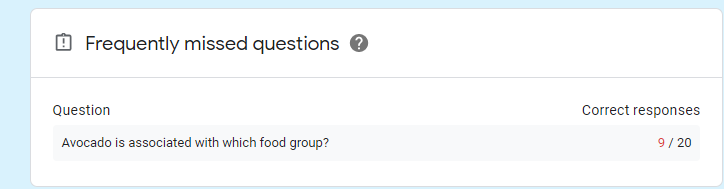 Frequently missed questions ?
Question Correct responses
Avocado is associated with which food group? 9 / 20